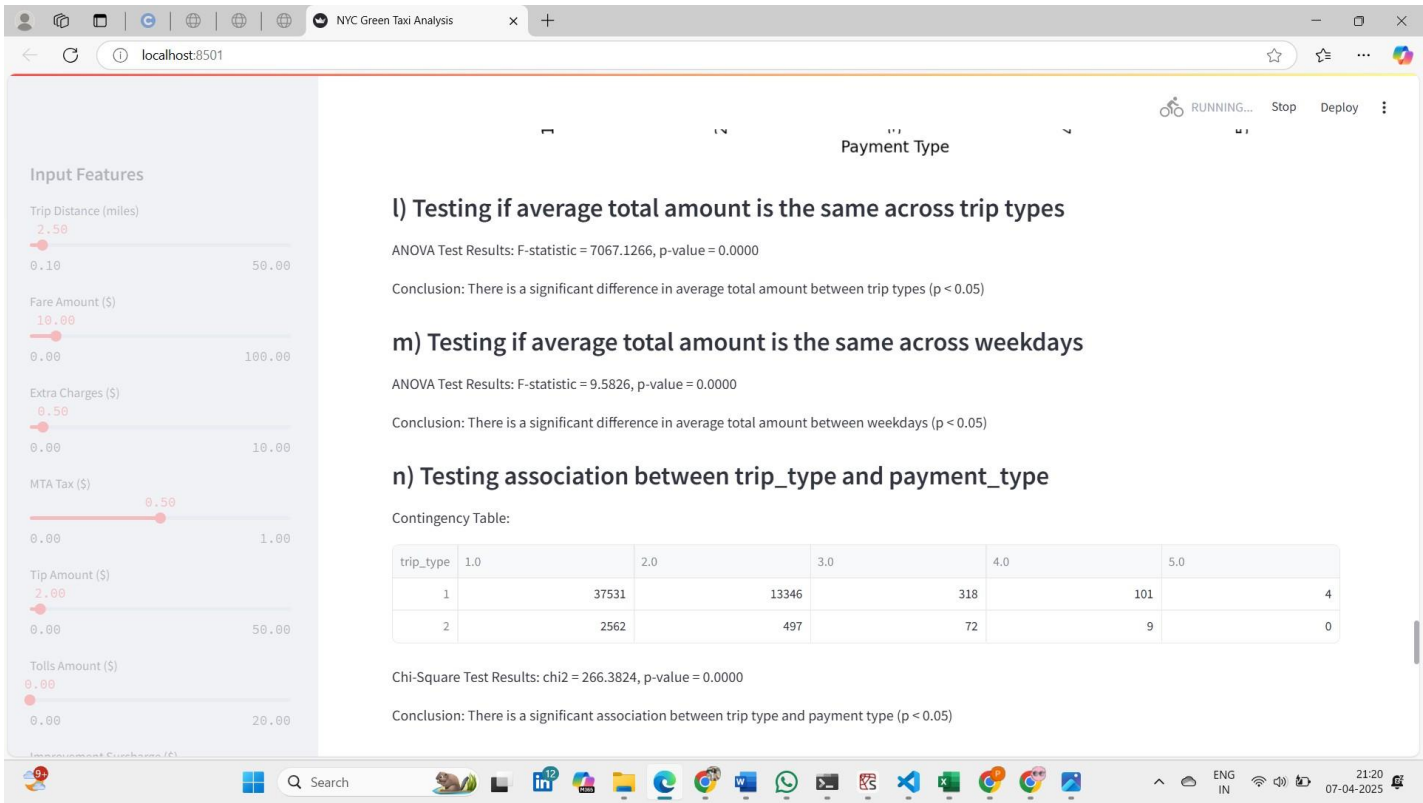 NYC Green Taxi Analysis
localhost:8501
RUNNING... Stop Deploy
Payment Type
Input Features
Trip Distance (miles)
2.50
0.10 50.00
Fare Amount ($)
10.00
0.00 100.00
Extra Charges ($)
0.50
0.00 10.00
MTA Tax ($)
0.50
0.00 1.00
Tip Amount ($)
2.00
0.00 50.00
Tolls Amount ($)
0.00
0.00 20.00
Improvement Surcharge ($)
l) Testing if average total amount is the same across trip types
ANOVA Test Results: F-statistic = 7067.1266, p-value = 0.0000
Conclusion: There is a significant difference in average total amount between trip types (p < 0.05)
m) Testing if average total amount is the same across weekdays
ANOVA Test Results: F-statistic = 9.5826, p-value = 0.0000
Conclusion: There is a significant difference in average total amount between weekdays (p < 0.05)
n) Testing association between trip_type and payment_type
Contingency Table:
trip_type 1.0 2.0 3.0 4.0 5.0
1 37531 13346 318 101 4
2 2562 497 72 9 0
Chi-Square Test Results: chi2 = 266.3824, p-value = 0.0000
Conclusion: There is a significant association between trip type and payment type (p < 0.05)
9+
Search
12
ENG
IN
21:20
07-04-2025